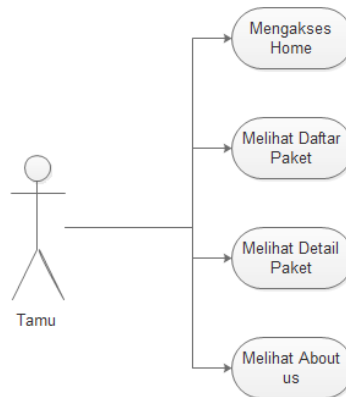 Mengakses
Home
Melihat Daftar
Paket
Melihat Detail
Paket
Tamu
Melihat About
us